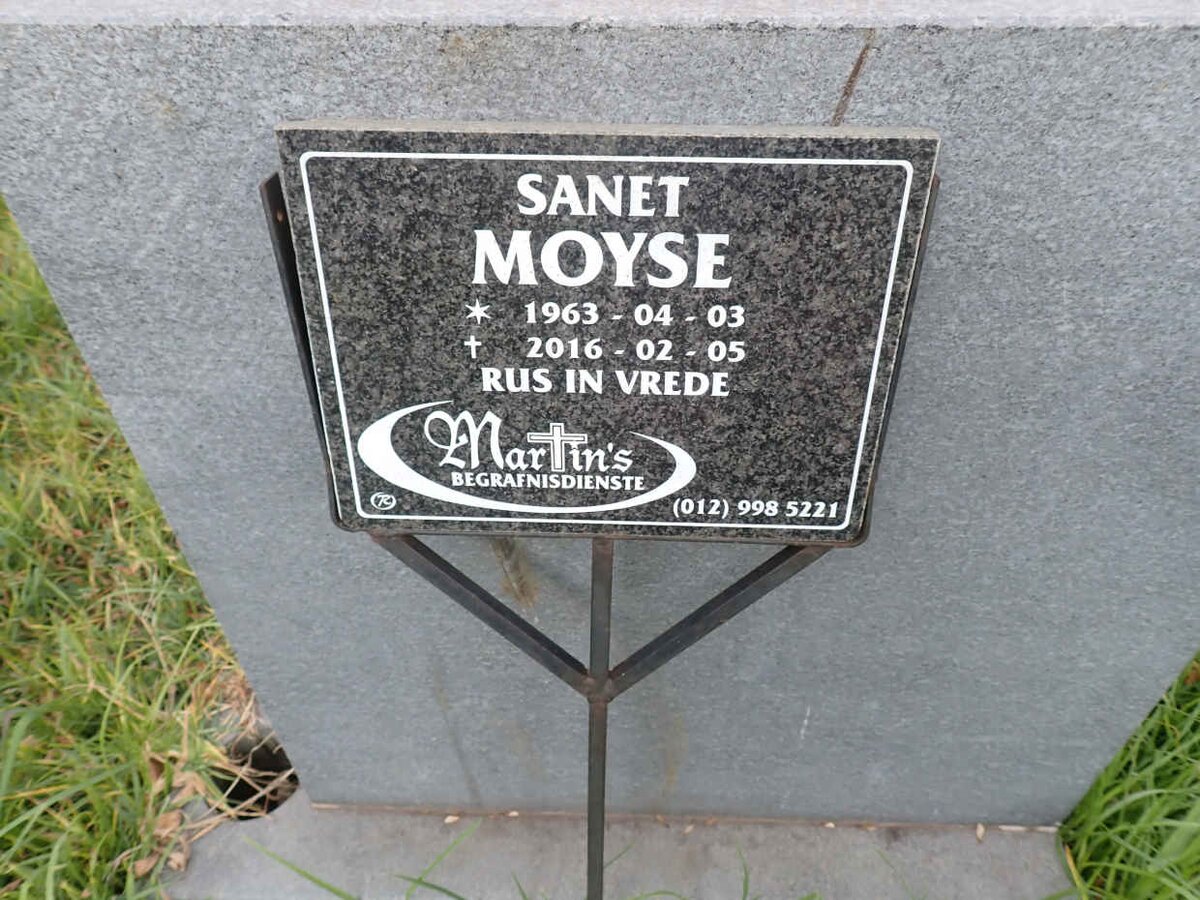 SANET
MOYSE
✶ 1963 - 04 - 03
✝ 2016 - 02 - 05
RUS IN VREDE
Martin's
BEGRAFNISDIENSTE
(012) 998 5221